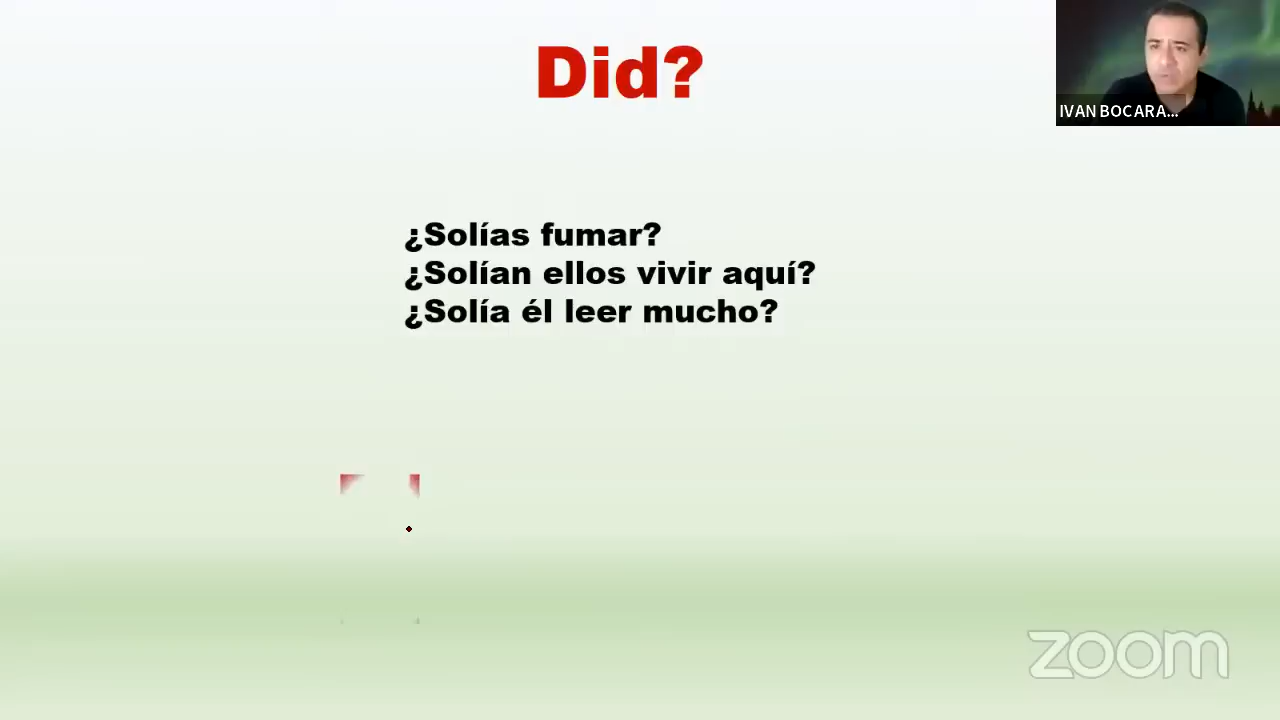 Did?
IVAN BOCARA...
¿Solías fumar?
¿Solían ellos vivir aquí?
¿Solía él leer mucho?
zoom